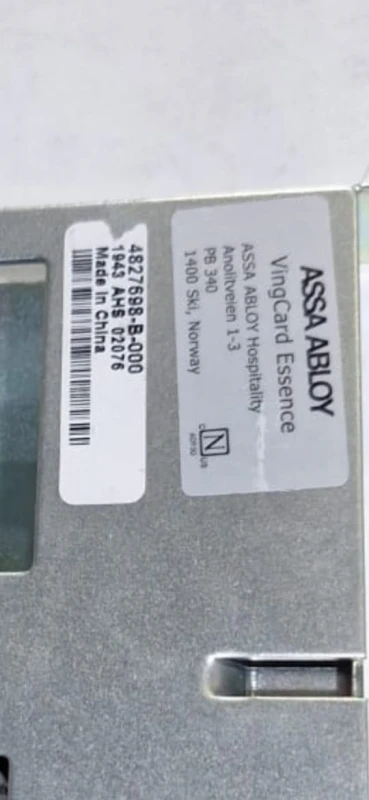 ASSA ABLOY
VingCard Essence
ASSA ABLOY Hospitality
Anolitveien 1-3
PB 340
1400 Ski, Norway
N
US
4827698-B-000
1943 AHS 02076
Made in China